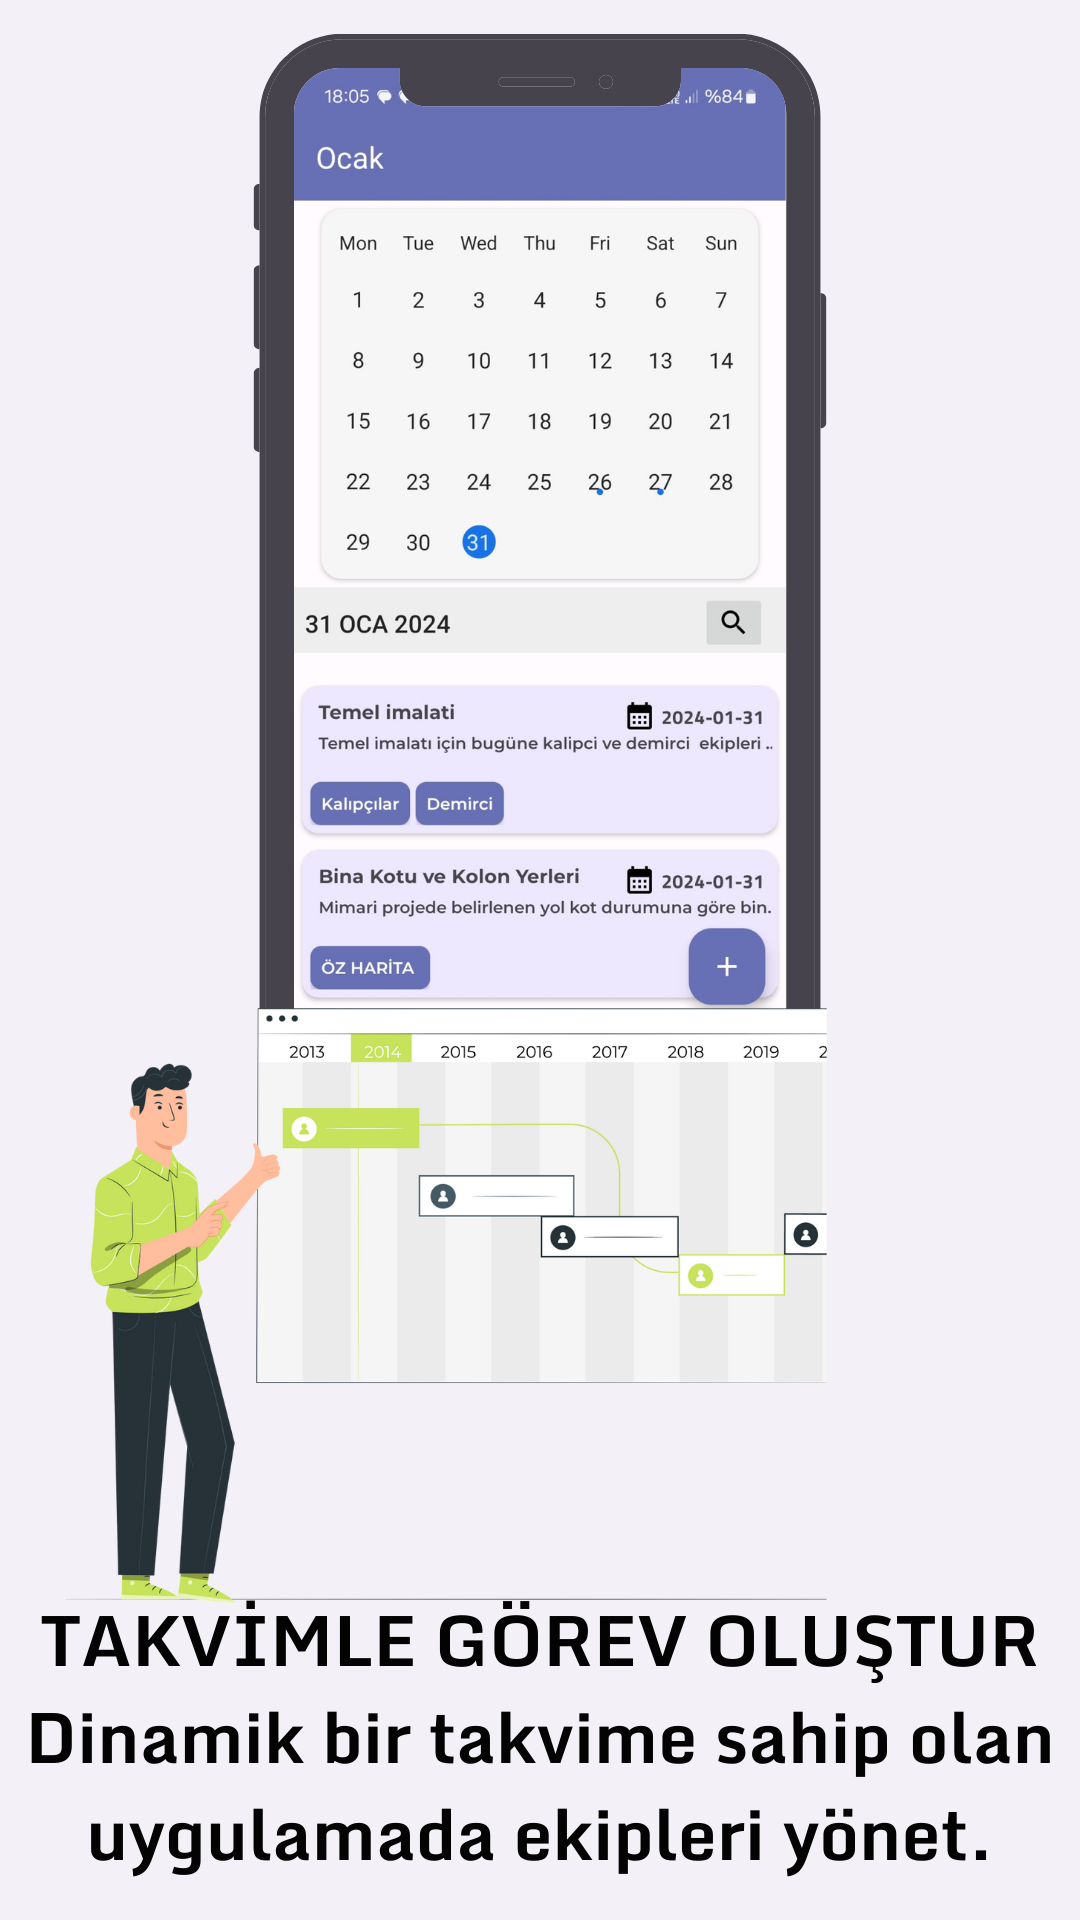 18:05 %84
Ocak
Mon Tue Wed Thu Fri Sat Sun
1 2 3 4 5 6 7
8 9 10 11 12 13 14
15 16 17 18 19 20 21
22 23 24 25 26 27 28
29 30 31
31 OCA 2024
Temel imalati 2024-01-31
Temel imalatı için bugüne kalipci ve demirci ekipleri ..
Kalıpçılar Demirci
Bina Kotu ve Kolon Yerleri 2024-01-31
Mimari projede belirlenen yol kot durumuna göre bin.
ÖZ HARİTA +
2013 2014 2015 2016 2017 2018 2019 2
TAKVİMLE GÖREV OLUŞTUR
Dinamik bir takvime sahip olan
uygulamada ekipleri yönet.